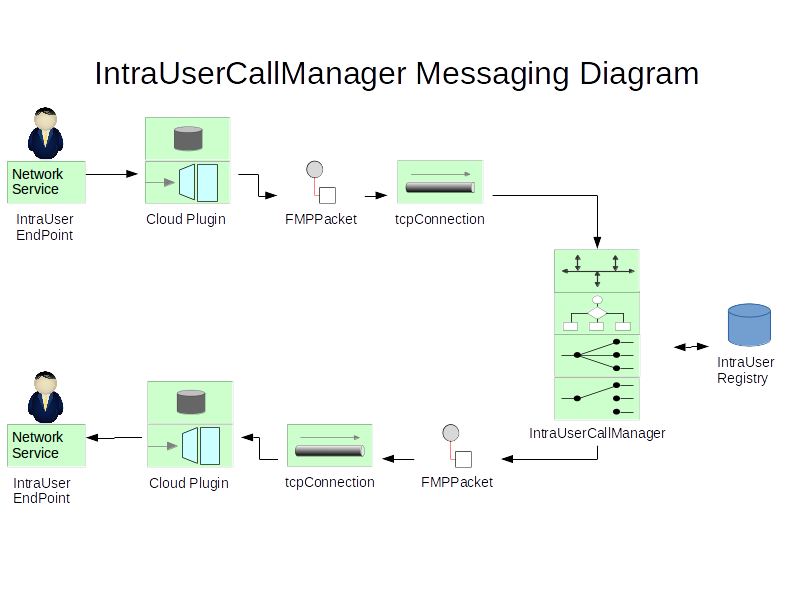 IntraUserCallManager Messaging Diagram
Network
Service
IntraUser
EndPoint
Cloud Plugin
FMPPacket
tcpConnection
IntraUser
Registry
IntraUserCallManager
Network
Service
IntraUser
EndPoint
Cloud Plugin
tcpConnection
FMPPacket